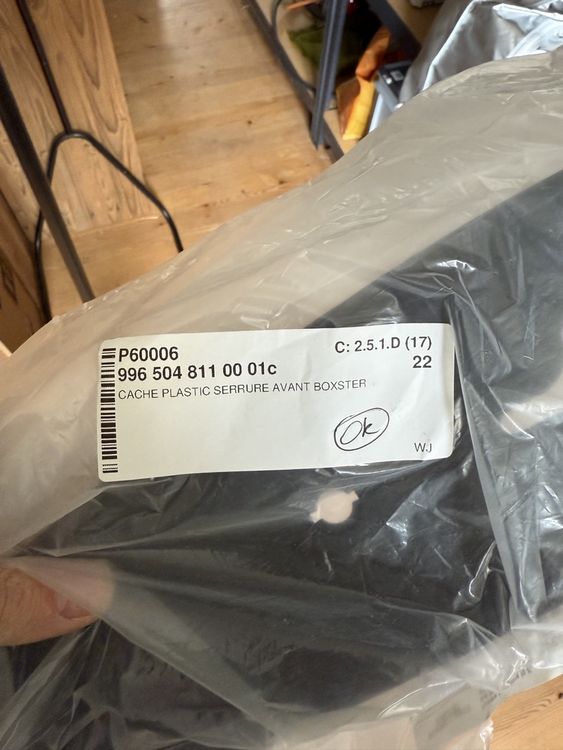 P60006
C: 2.5.1.D (17)
996 504 811 00 01c
22
CACHE PLASTIC SERRURE AVANT BOXSTER
Ok
WJ